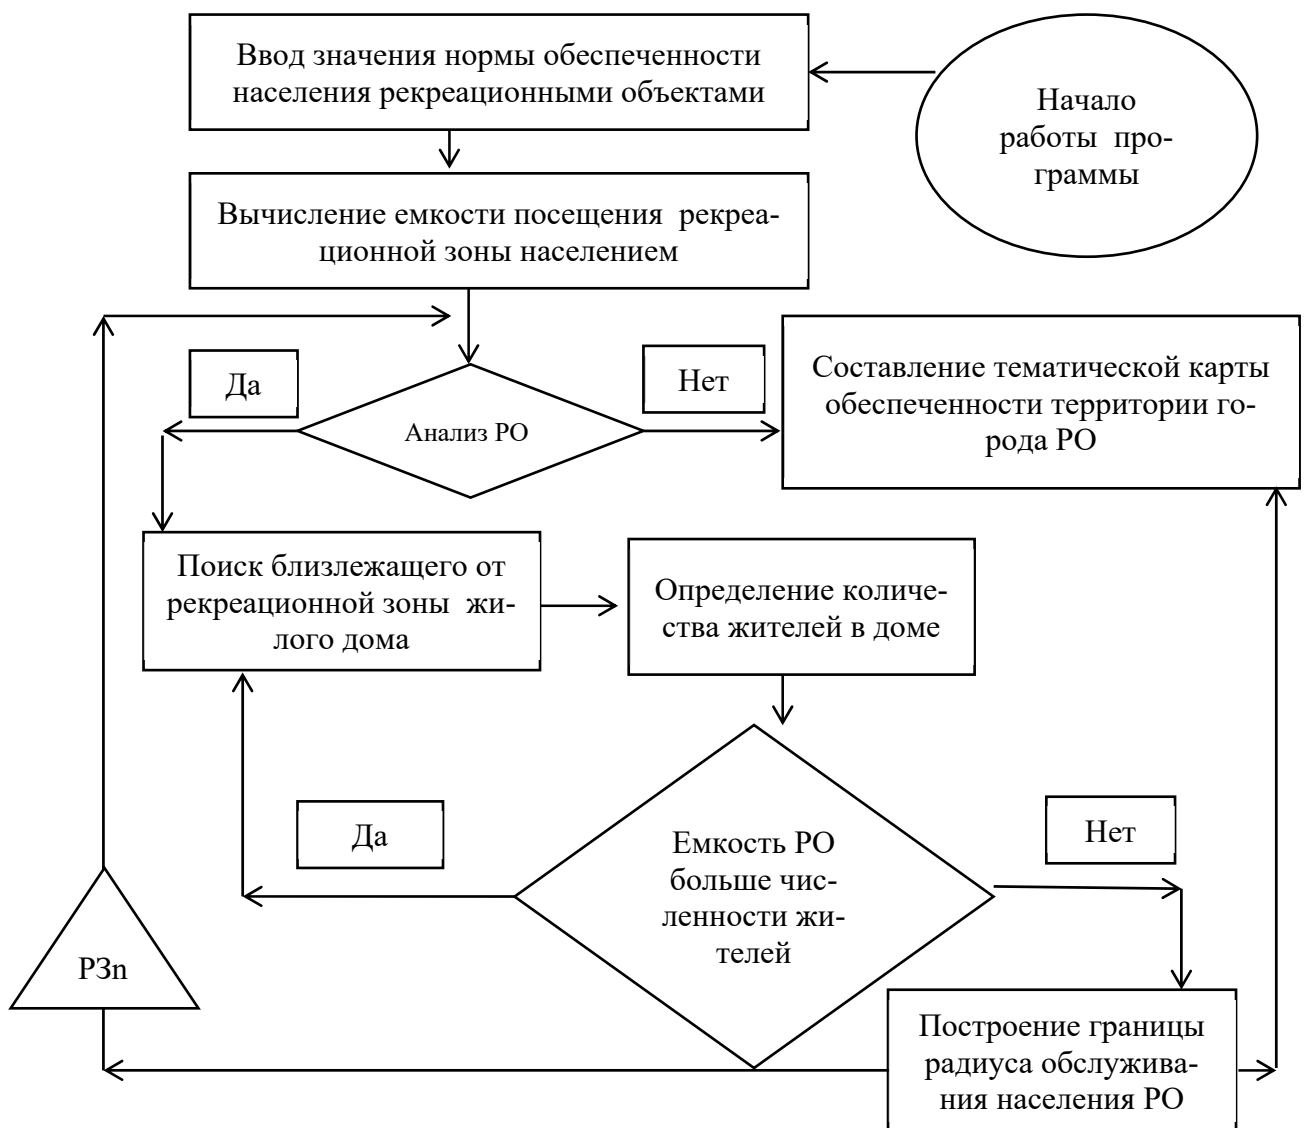 Ввод значения нормы обеспеченности
населения рекреационными объектами
Начало
работы про-
граммы
Вычисление емкости посещения рекреа-
ционной зоны населением
Да
Нет
Анализ РО
Составление тематической карты
обеспеченности территории го-
рода РО
Поиск близлежащего от
рекреационной зоны жи-
лого дома
Определение количе-
ства жителей в доме
Да
Нет
Емкость РО
больше чис-
ленности жи-
телей
РЗn
Построение границы
радиуса обслужива-
ния населения РО